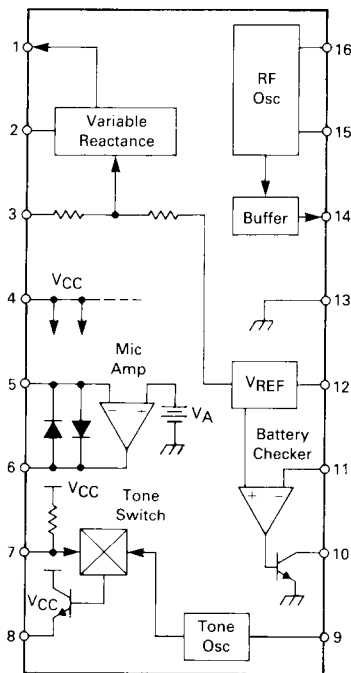 1
16
RF
Osc
Variable
Reactance
2
15
3
Buffer
14
VCC
4
13
Mic
Amp
5
VREF
12
VA
Battery
Checker
- -
6
+ -
11
VCC
Tone
Switch
7
10
VCC
8
Tone
Osc
9